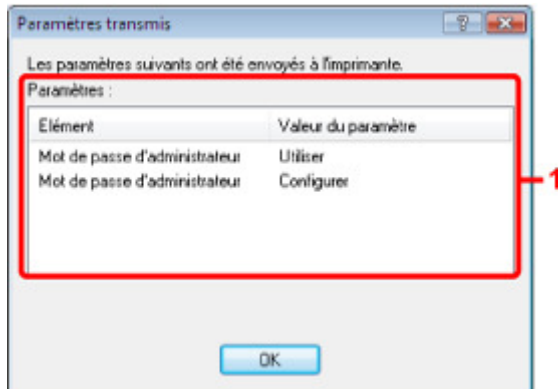 Paramètres transmis
Les paramètres suivants ont été envoyés à l'imprimante.
Paramètres :
Elément Valeur du paramètre
Mot de passe d'administrateur Utiliser
Mot de passe d'administrateur Configurer
1
OK